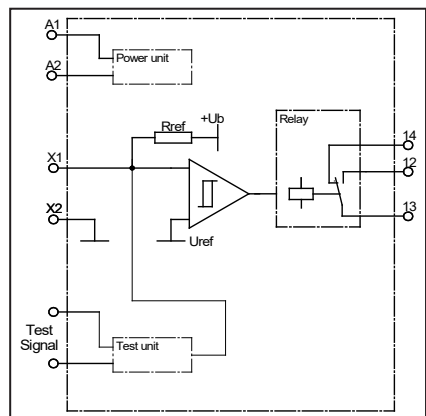 A1
Power unit
A2
+Ub
Rref
Relay
14
X1
12
X2
13
Uref
Test
Signal
Test unit